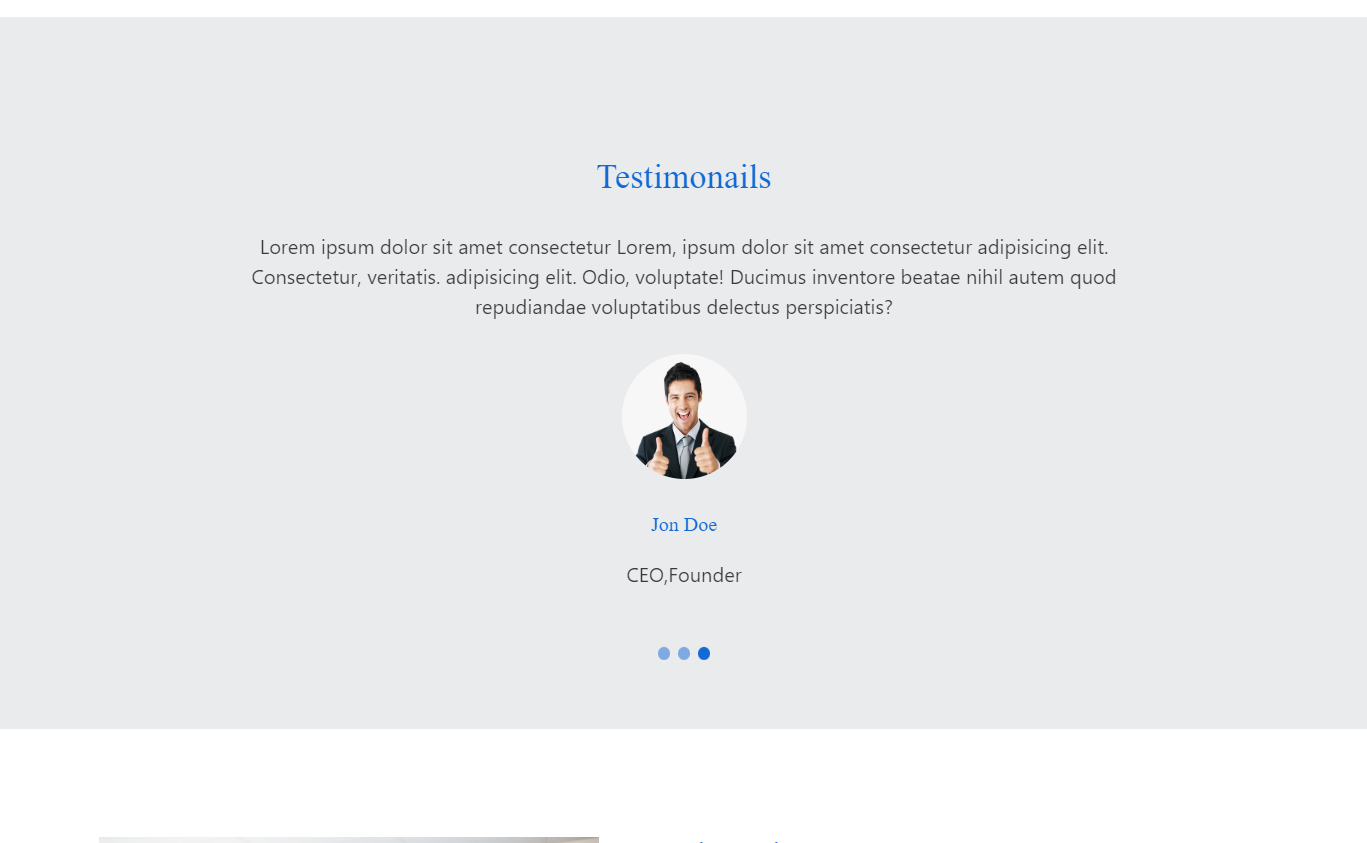 Testimonails
Lorem ipsum dolor sit amet consectetur Lorem, ipsum dolor sit amet consectetur adipisicing elit.
Consectetur, veritatis. adipisicing elit. Odio, voluptate! Ducimus inventore beatae nihil autem quod
repudiandae voluptatibus delectus perspiciatis?
Jon Doe
CEO,Founder